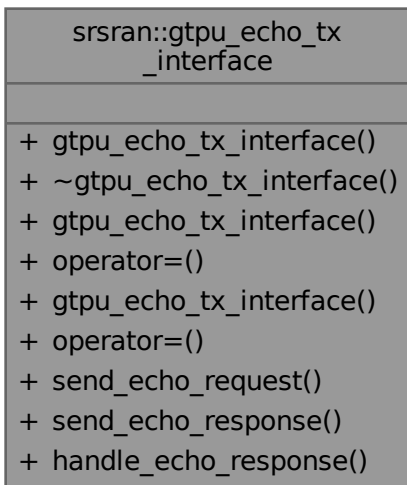 srsran::gtpu_echo_tx
_interface
+ gtpu_echo_tx_interface()
+ ~gtpu_echo_tx_interface()
+ gtpu_echo_tx_interface()
+ operator=()
+ gtpu_echo_tx_interface()
+ operator=()
+ send_echo_request()
+ send_echo_response()
+ handle_echo_response()